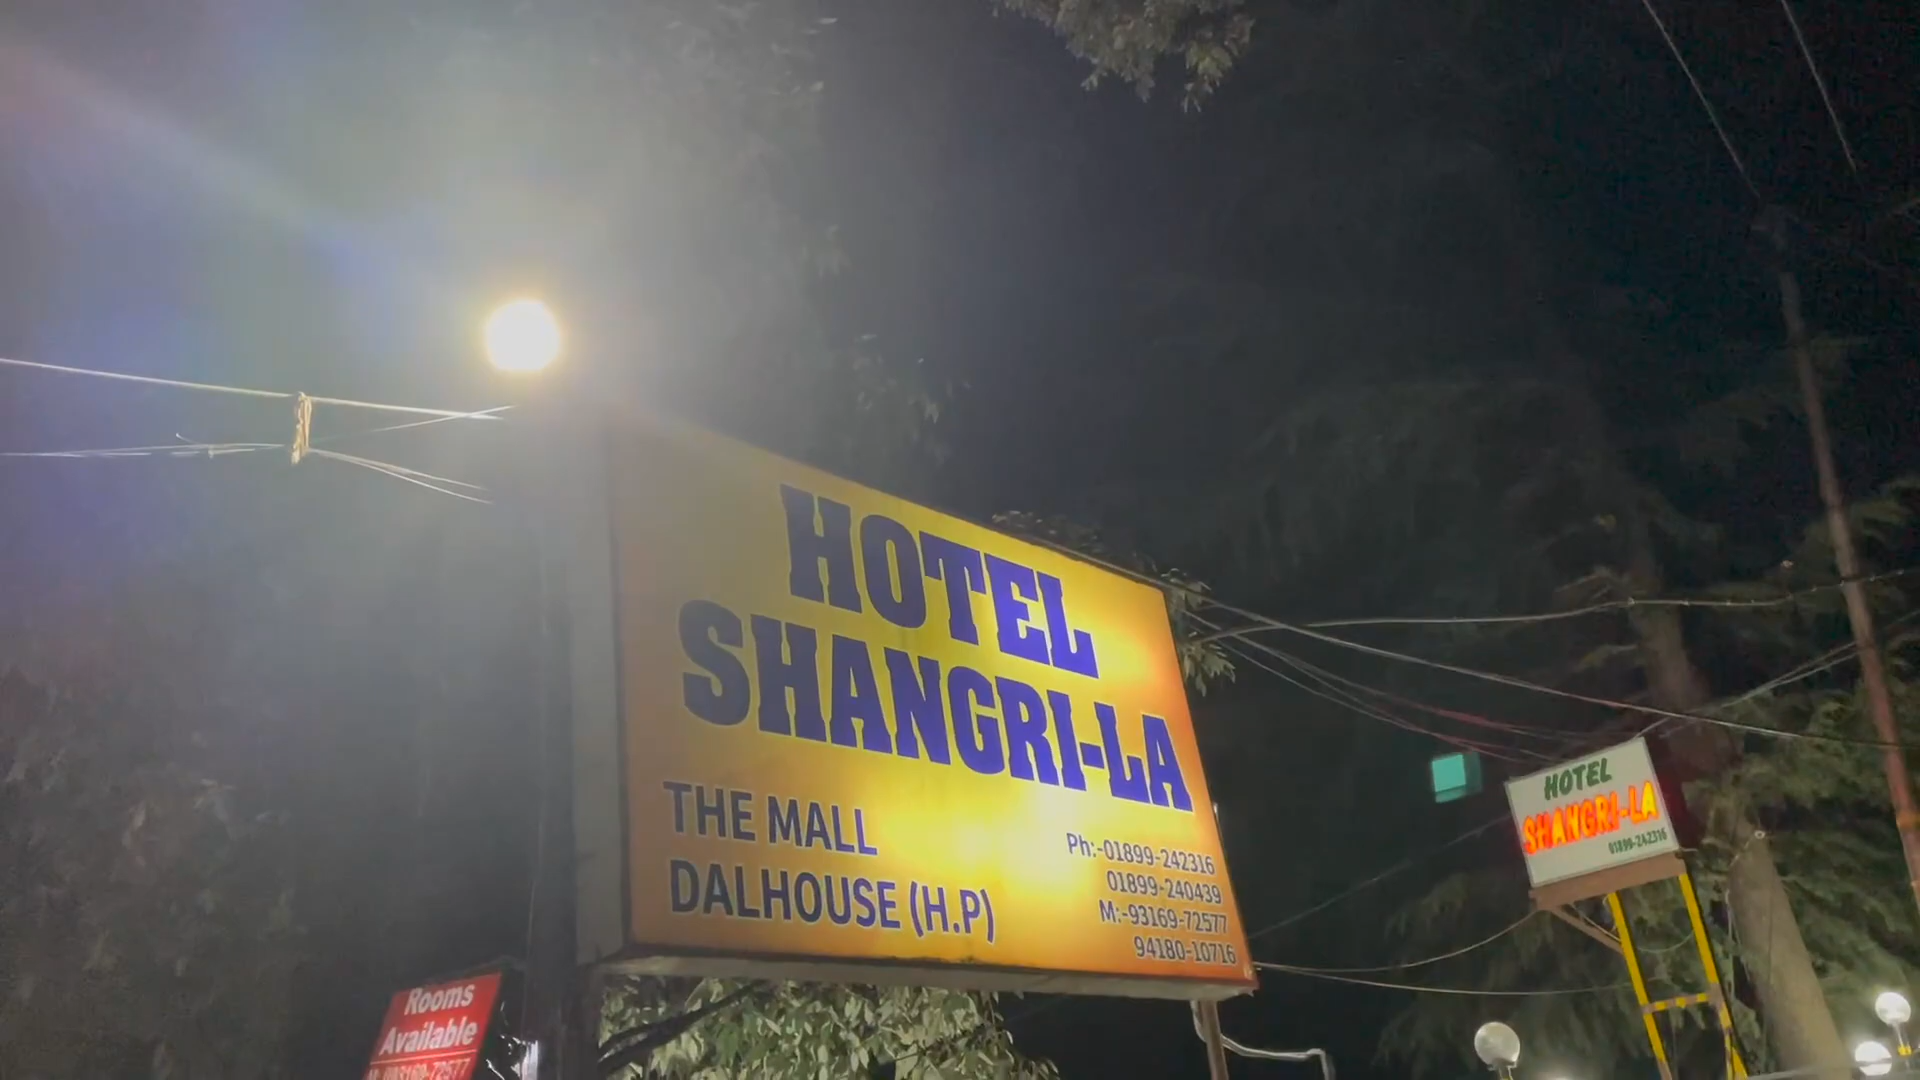 HOTEL
SHANGRI-LA
THE MALL
DALHOUSE (H.P)
Ph:-01899-242316
01899-240439
M:-93169-72577
94180-10716
HOTEL
SHANGRI-LA
01899-242316
Rooms
Available